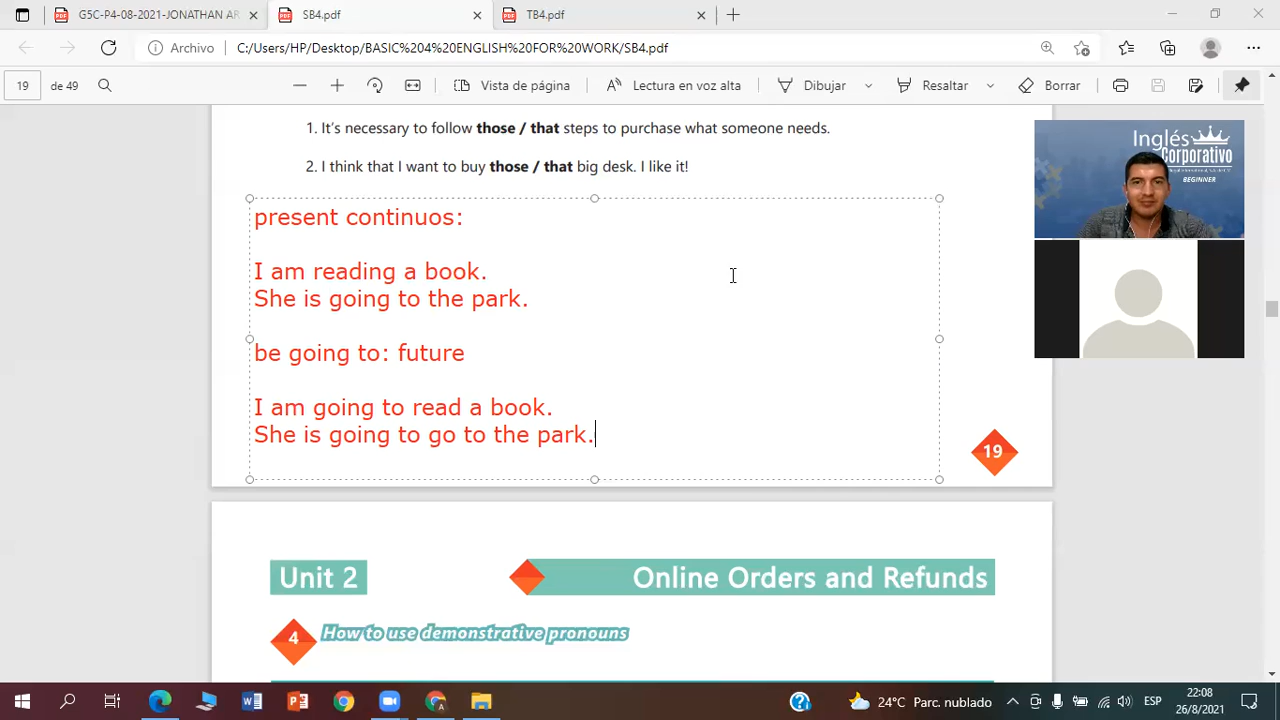 G5C-P4-08-2021-JONATHAN AR
SB4.pdf
TB4.pdf
Archivo
C:/Users/HP/Desktop/BASIC%204%20ENGLISH%20FOR%20WORK/SB4.pdf
19 de 49
Vista de página
Lectura en voz alta
Dibujar
Resaltar
Borrar
1. It's necessary to follow those / that steps to purchase what someone needs.
2. I think that I want to buy those / that big desk. I like it!
present continuos:
I am reading a book.
She is going to the park.
be going to: future
I am going to read a book.
She is going to go to the park.
19
Inglés
Corporativo
BEGINNER
Unit 2
Online Orders and Refunds
4
How to use demonstrative pronouns
24°C Parc. nublado
ESP
22:08
26/8/2021